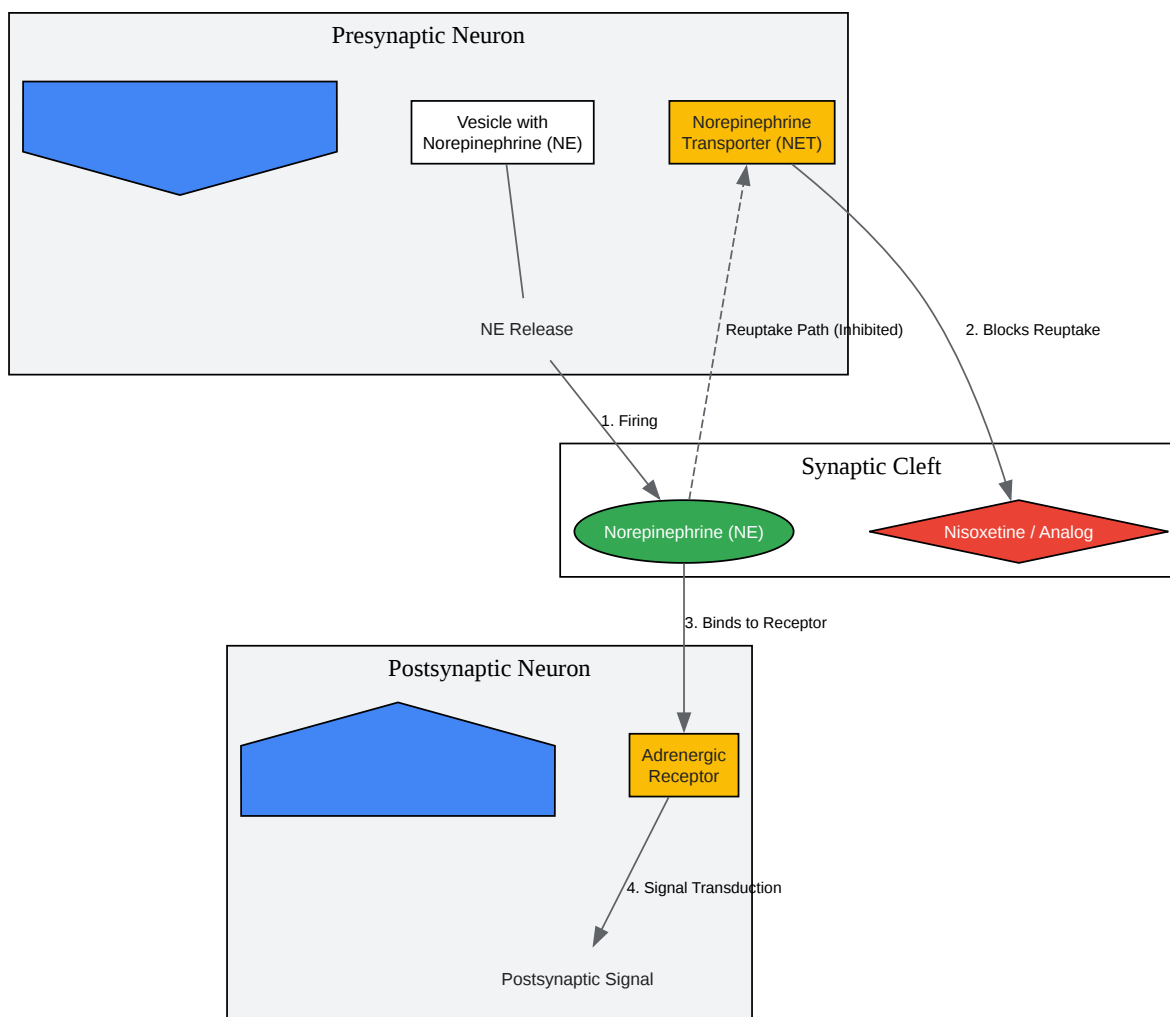 Presynaptic Neuron
Vesicle with
Norepinephrine (NE)
Norepinephrine
Transporter (NET)
NE Release
Reuptake Path (Inhibited)
2. Blocks Reuptake
1. Firing
Synaptic Cleft
Norepinephrine (NE)
Nisoxetine / Analog
3. Binds to Receptor
Postsynaptic Neuron
Adrenergic
Receptor
4. Signal Transduction
Postsynaptic Signal